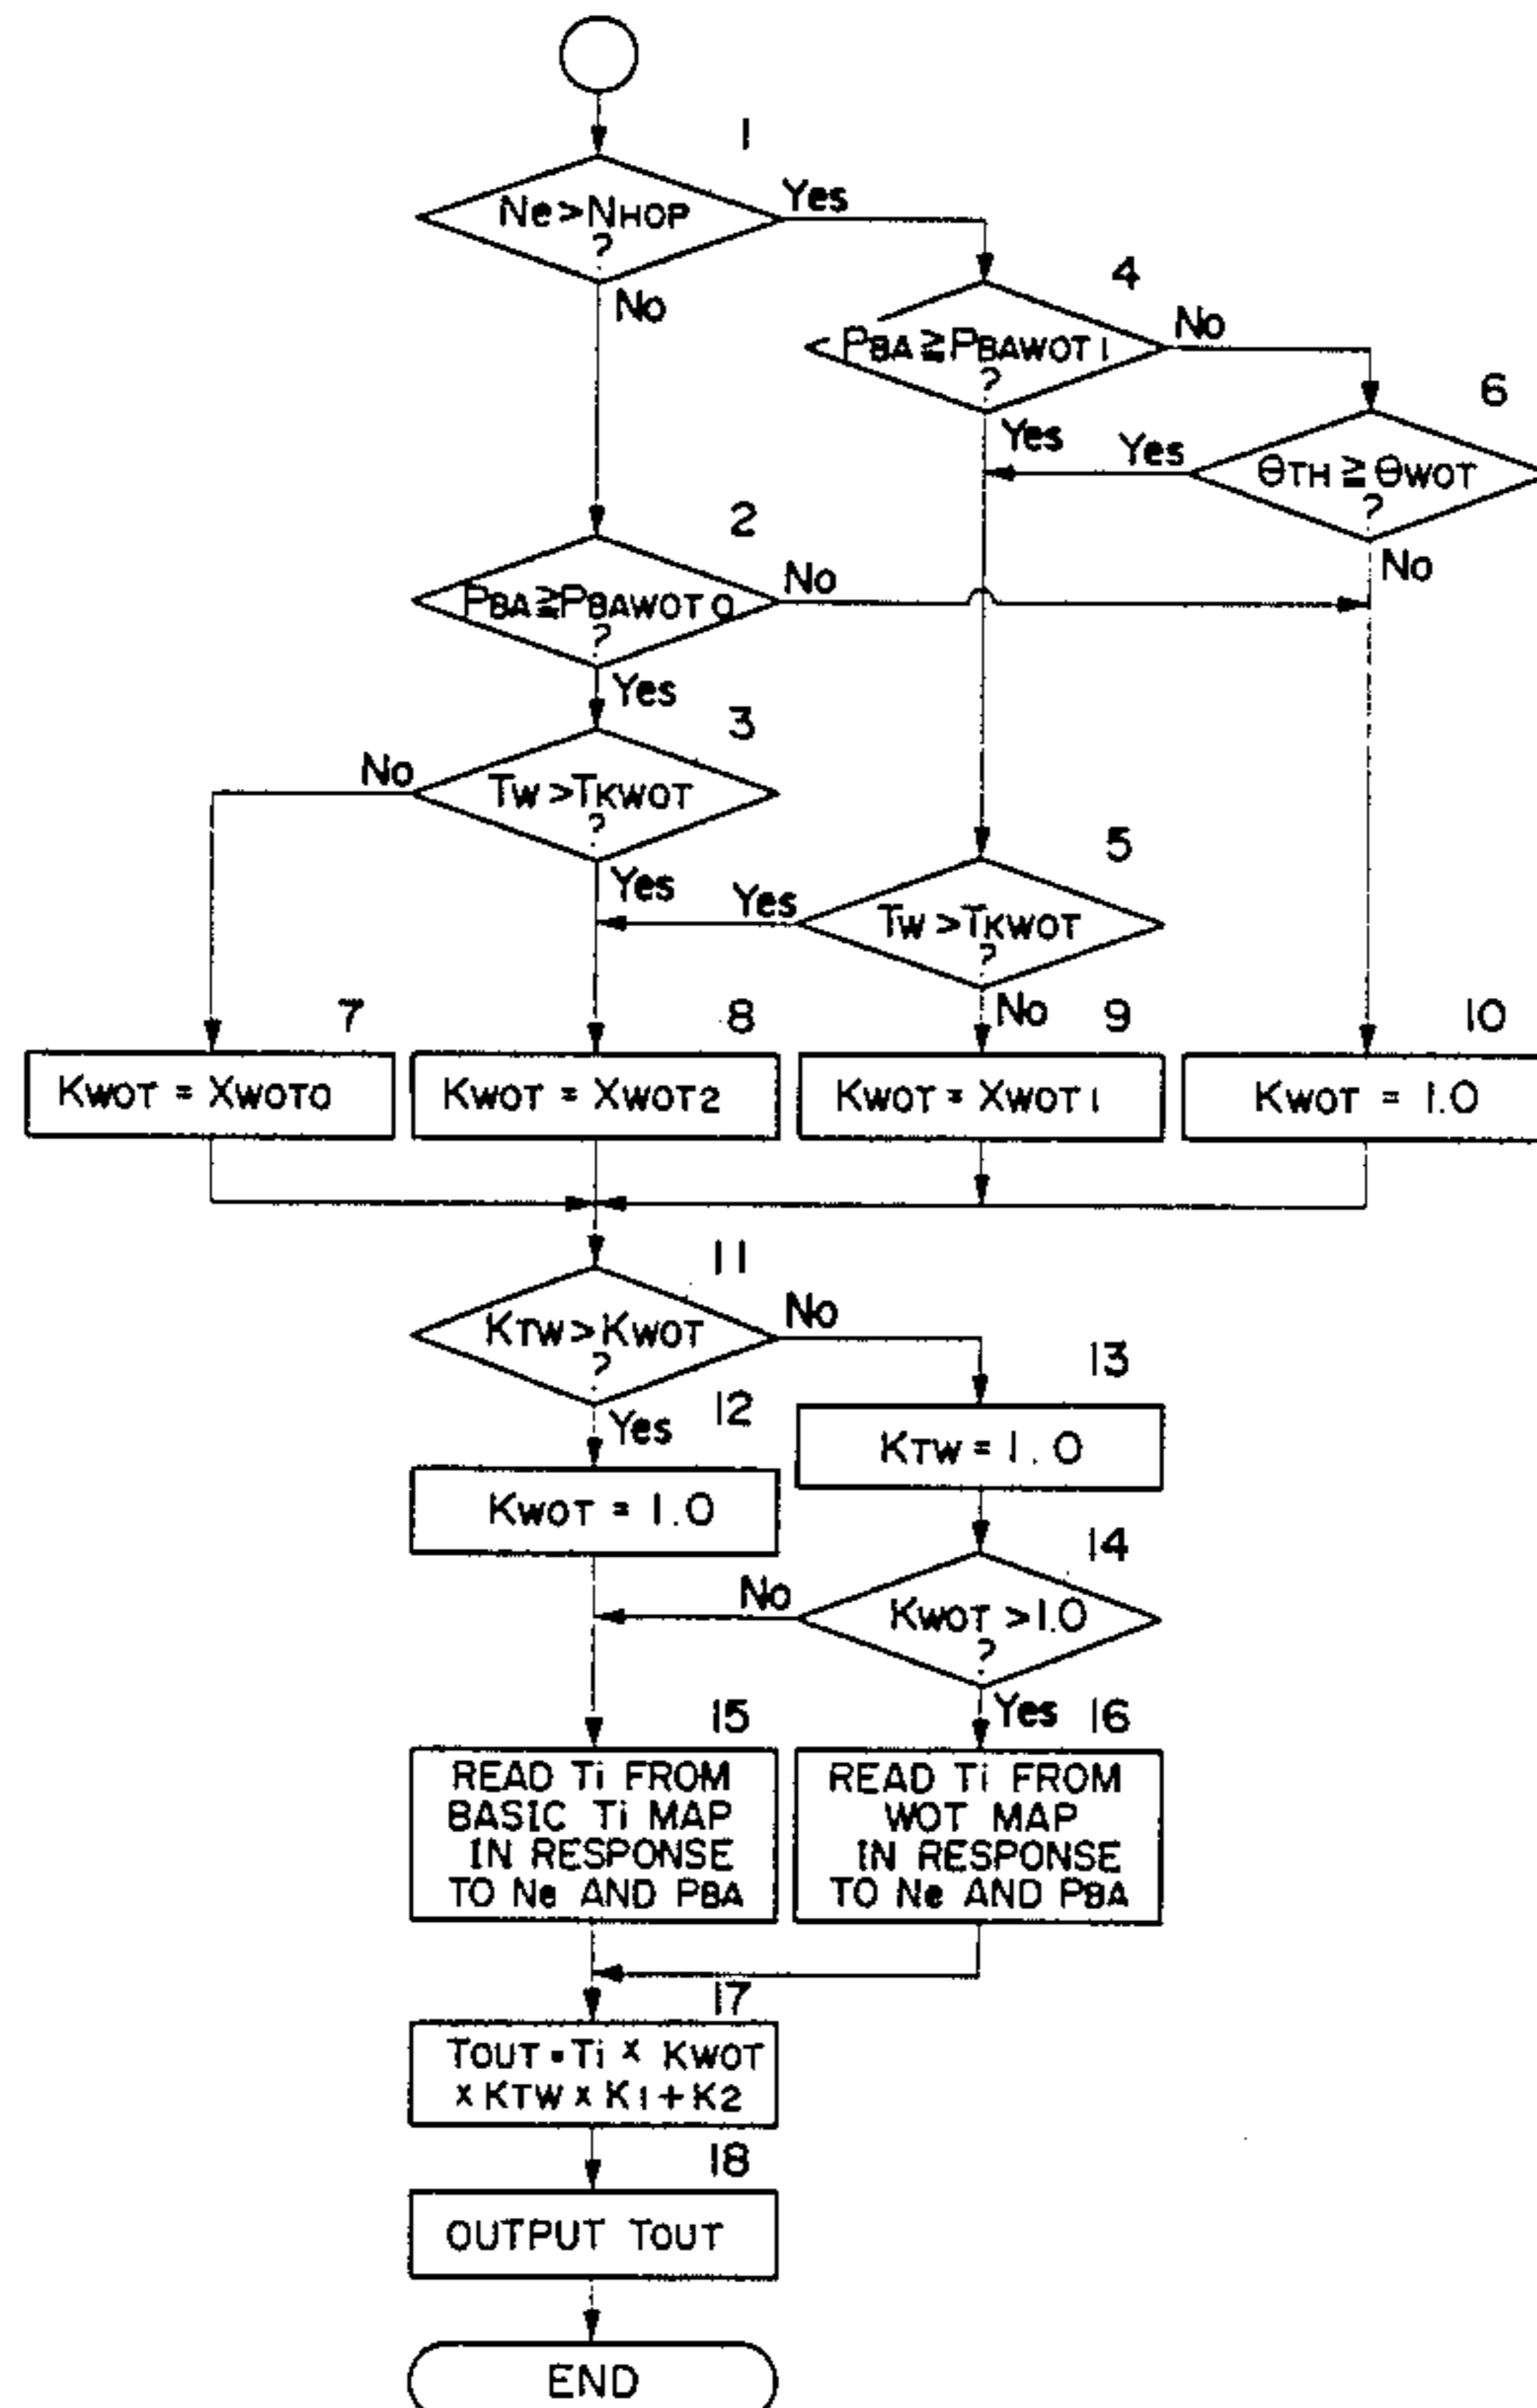 1
Ne>NHOP
?
Yes
No
4
PBA≧PBAWOT1
?
No
Yes
6
θTH≧θWOT
?
Yes
No
2
PBA≧PBAWOT0
?
No
Yes
3
TW>TKWOT
?
No
Yes
5
TW>TKWOT
?
Yes
No
7
KWOT = XWOT0
8
KWOT = XWOT2
9
KWOT = XWOT1
10
KWOT = 1.0
11
KTW>KWOT
?
No
Yes
12
KWOT = 1.0
13
KTW = 1.0
14
KWOT >1.0
?
No
Yes
15
READ Ti FROM
BASIC Ti MAP
IN RESPONSE
TO Ne AND PBA
16
READ Ti FROM
WOT MAP
IN RESPONSE
TO Ne AND PBA
17
TOUT=Ti × KWOT
× KTW × K1+K2
18
OUTPUT TOUT
END